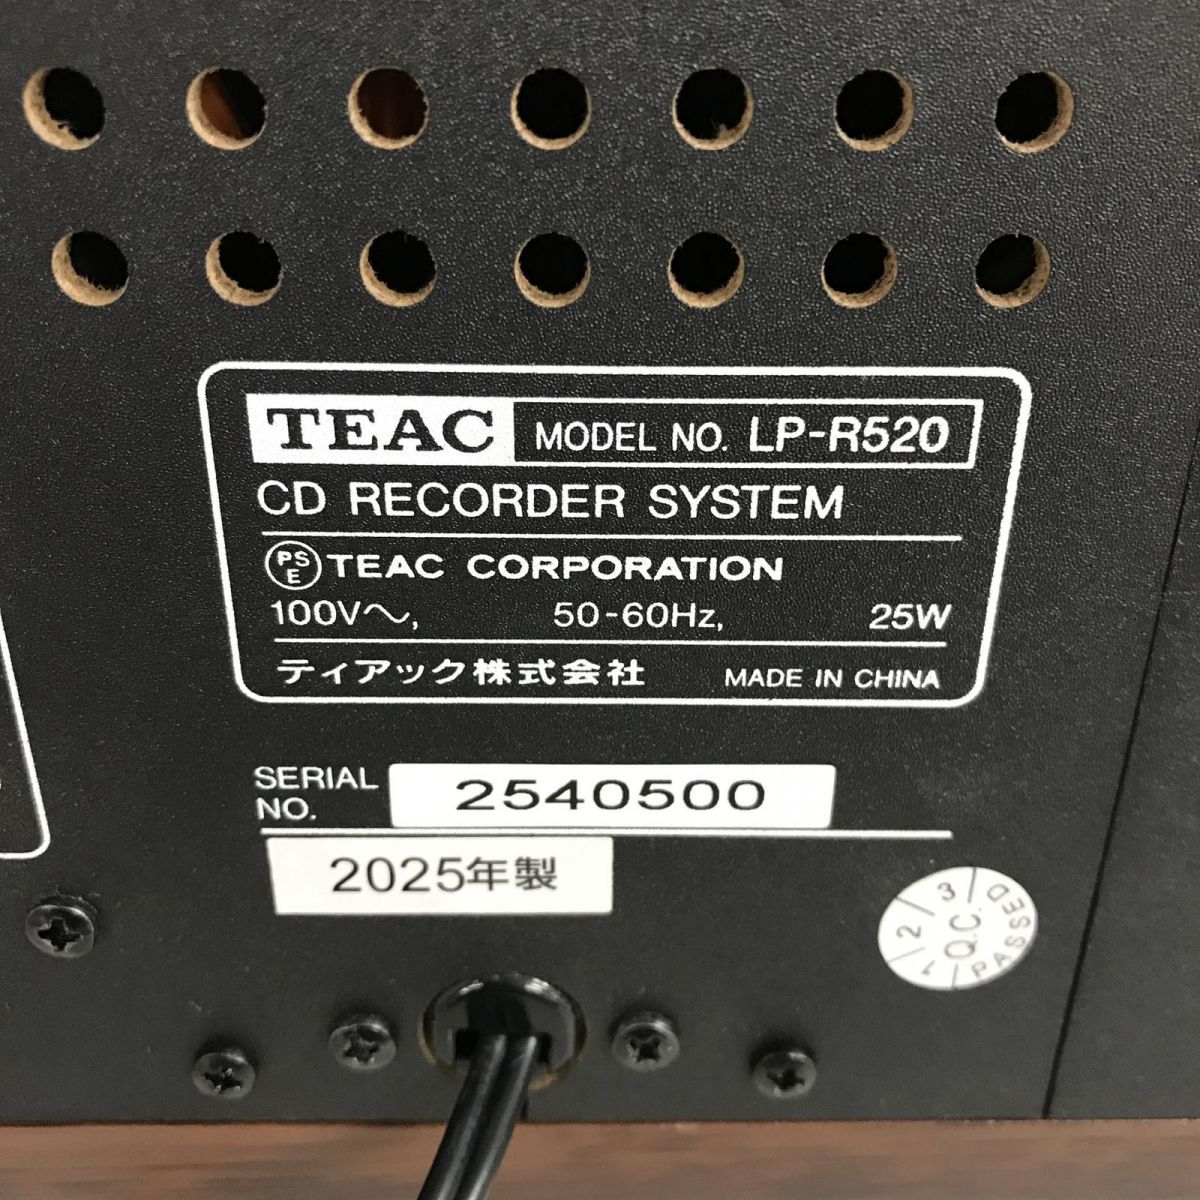 TEAC MODEL NO. LP-R520
CD RECORDER SYSTEM
PS
E
TEAC CORPORATION
100V〜, 50-60Hz, 25W
ティアック株式会社 MADE IN CHINA
SERIAL
NO. 2540500
2025年製
1/2/3/
Q.C.
PASSED